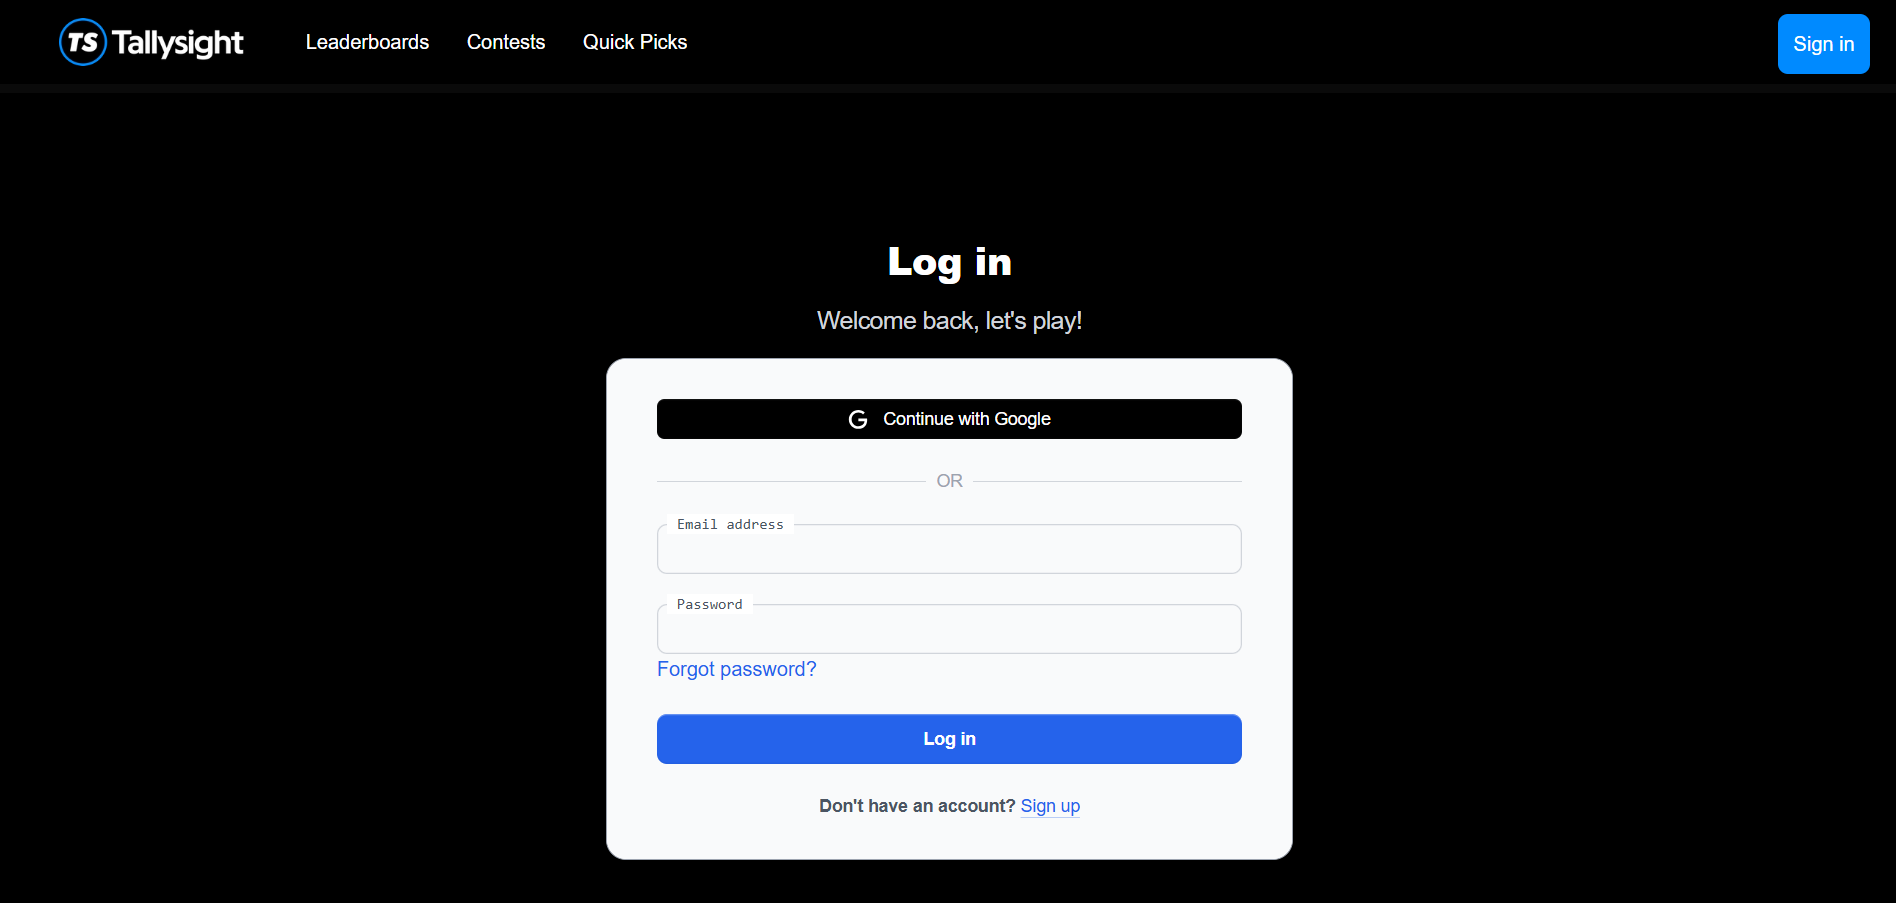 TS Tallysight
Leaderboards
Contests
Quick Picks
Sign in
Log in
Welcome back, let's play!
G Continue with Google
OR
Email address
Password
Forgot password?
Log in
Don't have an account? Sign up